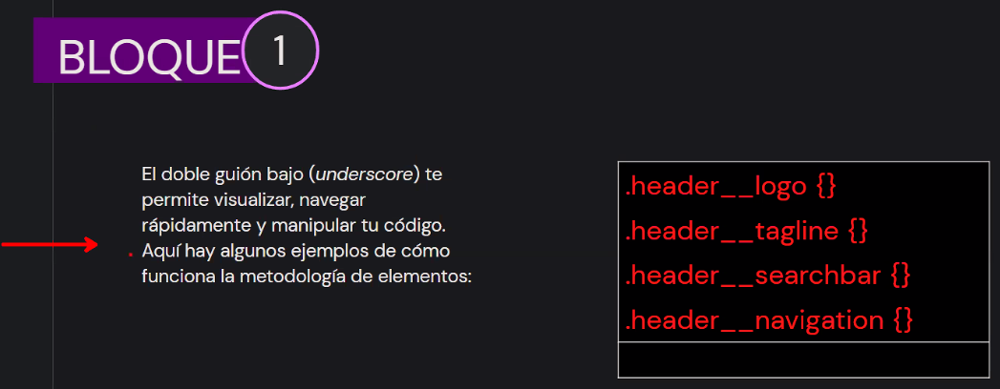 BLOQUE 1
El doble guión bajo (underscore) te
permite visualizar, navegar
rápidamente y manipular tu código.
Aquí hay algunos ejemplos de cómo
funciona la metodología de elementos:
.header__logo {}
.header__tagline {}
.header__searchbar {}
.header__navigation {}